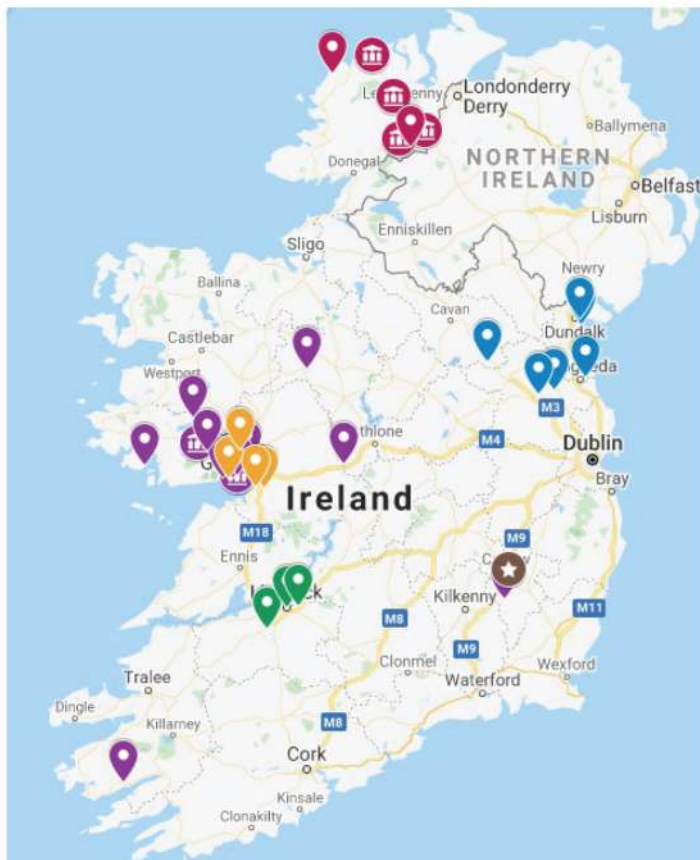 Londonderry
Derry
Ballymena
NORTHERN
IRELAND
Belfast
Lisburn
Donegal
Enniskillen
Sligo
Newry
Ballina
Cavan
Dundalk
Castlebar
Westport
M3
M4
Dublin
Bray
Ireland
M18
Ennis
M9
Kilkenny
M11
M8
Clonmel
M9
Wexford
Waterford
Tralee
Dingle
Killarney
M8
Cork
Kinsale
Clonakilty